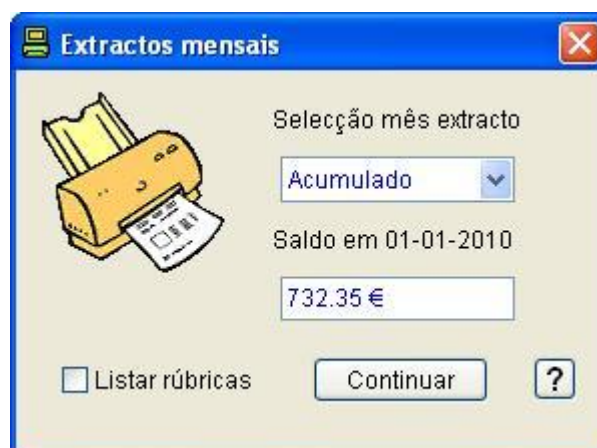 Extractos mensais
Selecção mês extracto
Acumulado
Saldo em 01-01-2010
732.35 €
Listar rúbricas
Continuar
?